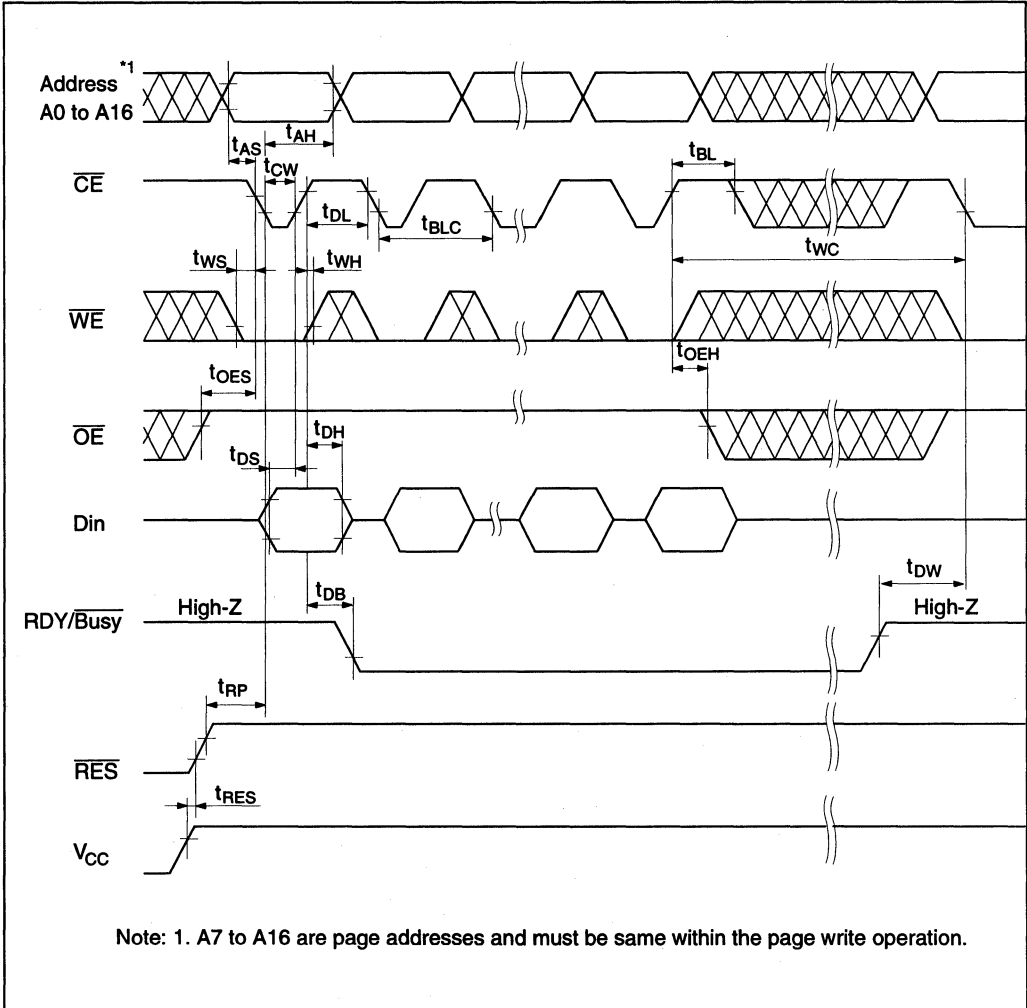 Address *1
A0 to A16
tAS
tAH
CE
tCW
tBL
tDL
tBLC
tWC
tWS
tWH
WE
tOES
tOEH
OE
tDH
tDS
Din
tDW
tDB
High-Z
High-Z
RDY/Busy
tRP
RES
tRES
VCC
Note: 1. A7 to A16 are page addresses and must be same within the page write operation.